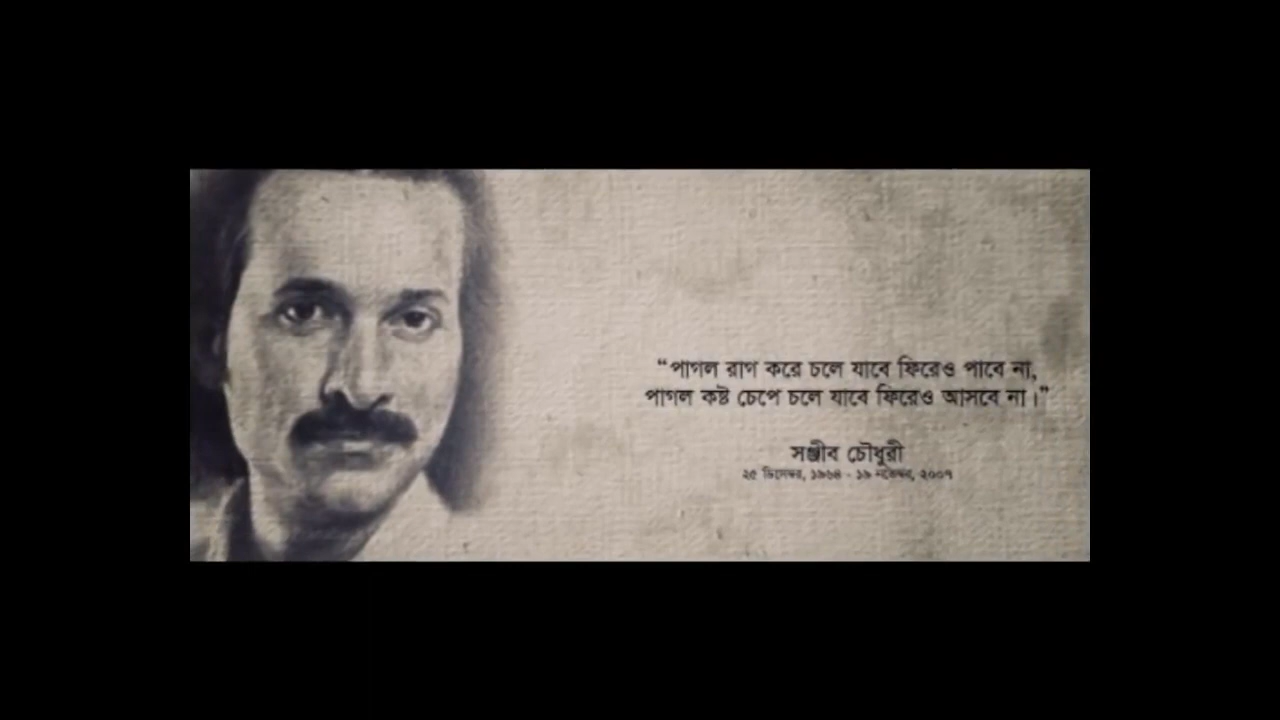 “পাগল রাগ করে চলে যাবে ফিরেও পাবে না,
পাগল কষ্ট চেপে চলে যাবে ফিরেও আসবে না।”
সঞ্জীব চৌধুরী
২৫ ডিসেম্বর, ১৯৬৪ - ১৯ নভেম্বর, ২০০৭